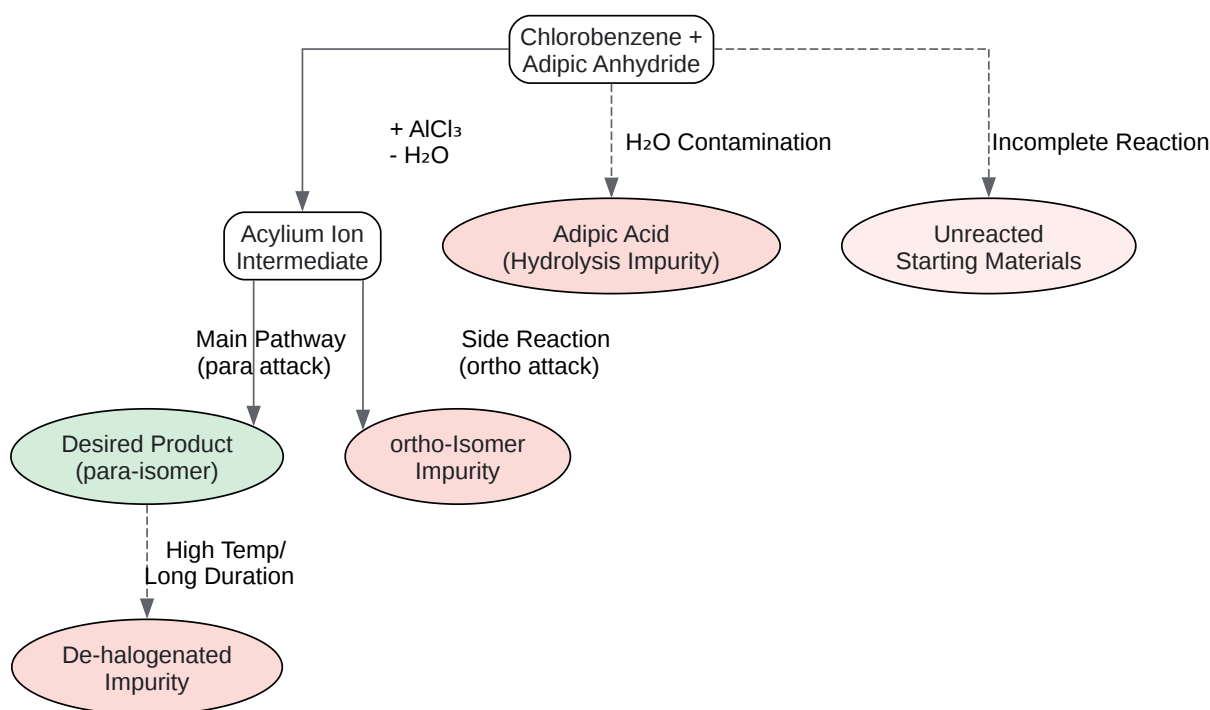 Chlorobenzene +
Adipic Anhydride
+ AlCl₃
- H₂O
H₂O Contamination
Incomplete Reaction
Acylium Ion
Intermediate
Adipic Acid
(Hydrolysis Impurity)
Unreacted
Starting Materials
Main Pathway
(para attack)
Side Reaction
(ortho attack)
Desired Product
(para-isomer)
ortho-Isomer
Impurity
High Temp/
Long Duration
De-halogenated
Impurity